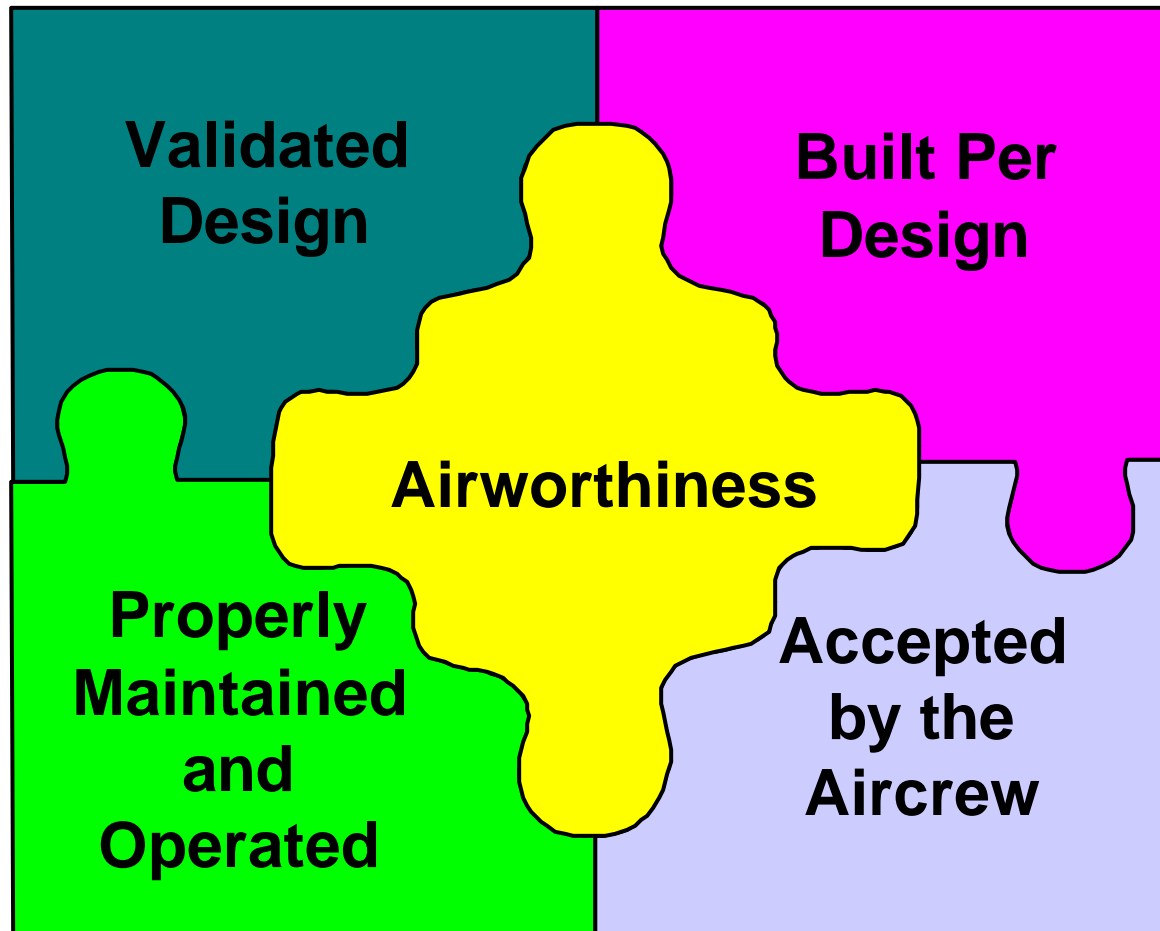 Validated
Design
Built Per
Design
Airworthiness
Properly
Maintained
and
Operated
Accepted
by the
Aircrew